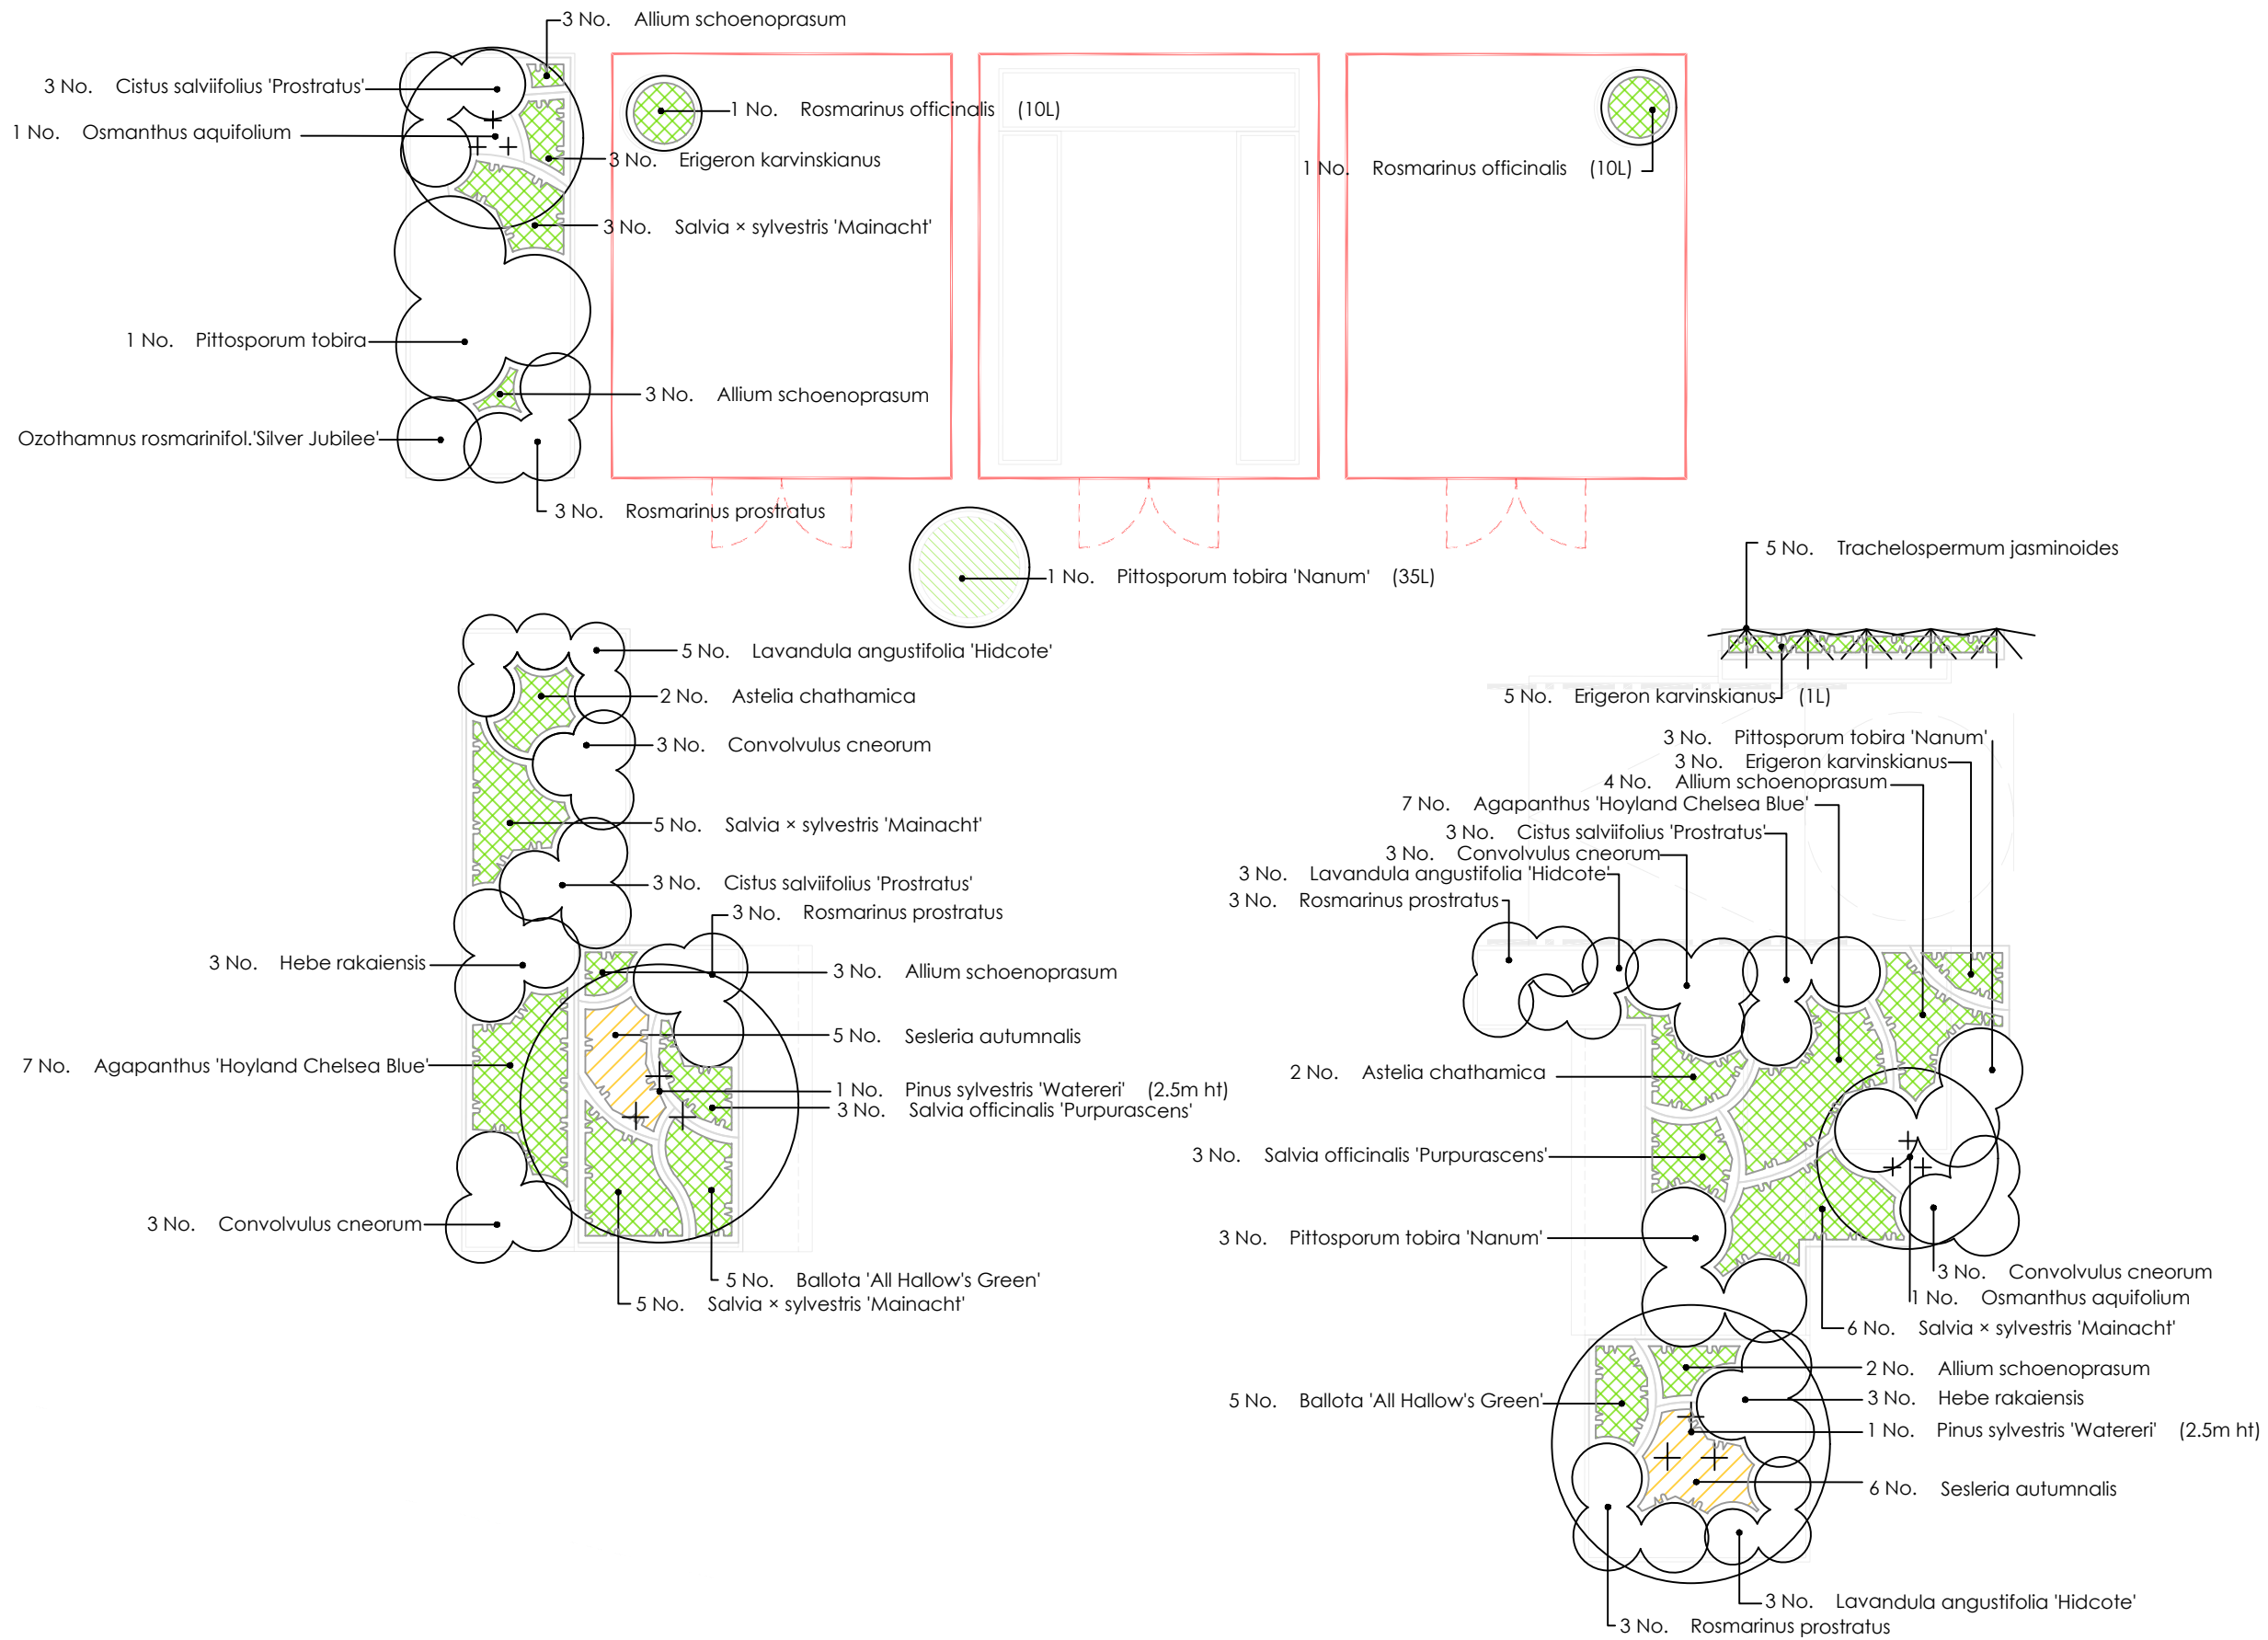 3 No. Allium schoenoprasum
3 No. Cistus salviifolius 'Prostratus'
1 No. Rosmarinus officinalis (10L)
1 No. Osmanthus aquifolium
3 No. Erigeron karvinskianus
1 No. Rosmarinus officinalis (10L)
3 No. Salvia × sylvestris 'Mainacht'
1 No. Pittosporum tobira
3 No. Allium schoenoprasum
Ozothamnus rosmarinifol.'Silver Jubilee'
3 No. Rosmarinus prostratus
1 No. Pittosporum tobira 'Nanum' (35L)
5 No. Trachelospermum jasminoides
5 No. Erigeron karvinskianus (1L)
5 No. Lavandula angustifolia 'Hidcote'
2 No. Astelia chathamica
3 No. Convolvulus cneorum
5 No. Salvia × sylvestris 'Mainacht'
3 No. Cistus salviifolius 'Prostratus'
3 No. Rosmarinus prostratus
3 No. Hebe rakaiensis
3 No. Allium schoenoprasum
5 No. Sesleria autumnalis
7 No. Agapanthus 'Hoyland Chelsea Blue'
1 No. Pinus sylvestris 'Watereri' (2.5m ht)
3 No. Salvia officinalis 'Purpurascens'
3 No. Convolvulus cneorum
5 No. Ballota 'All Hallow's Green'
5 No. Salvia × sylvestris 'Mainacht'
3 No. Pittosporum tobira 'Nanum'
3 No. Erigeron karvinskianus
4 No. Allium schoenoprasum
7 No. Agapanthus 'Hoyland Chelsea Blue'
3 No. Cistus salviifolius 'Prostratus'
3 No. Convolvulus cneorum
3 No. Lavandula angustifolia 'Hidcote'
3 No. Rosmarinus prostratus
2 No. Astelia chathamica
3 No. Salvia officinalis 'Purpurascens'
3 No. Pittosporum tobira 'Nanum'
3 No. Convolvulus cneorum
1 No. Osmanthus aquifolium
6 No. Salvia × sylvestris 'Mainacht'
2 No. Allium schoenoprasum
3 No. Hebe rakaiensis
5 No. Ballota 'All Hallow's Green'
1 No. Pinus sylvestris 'Watereri' (2.5m ht)
6 No. Sesleria autumnalis
3 No. Lavandula angustifolia 'Hidcote'
3 No. Rosmarinus prostratus